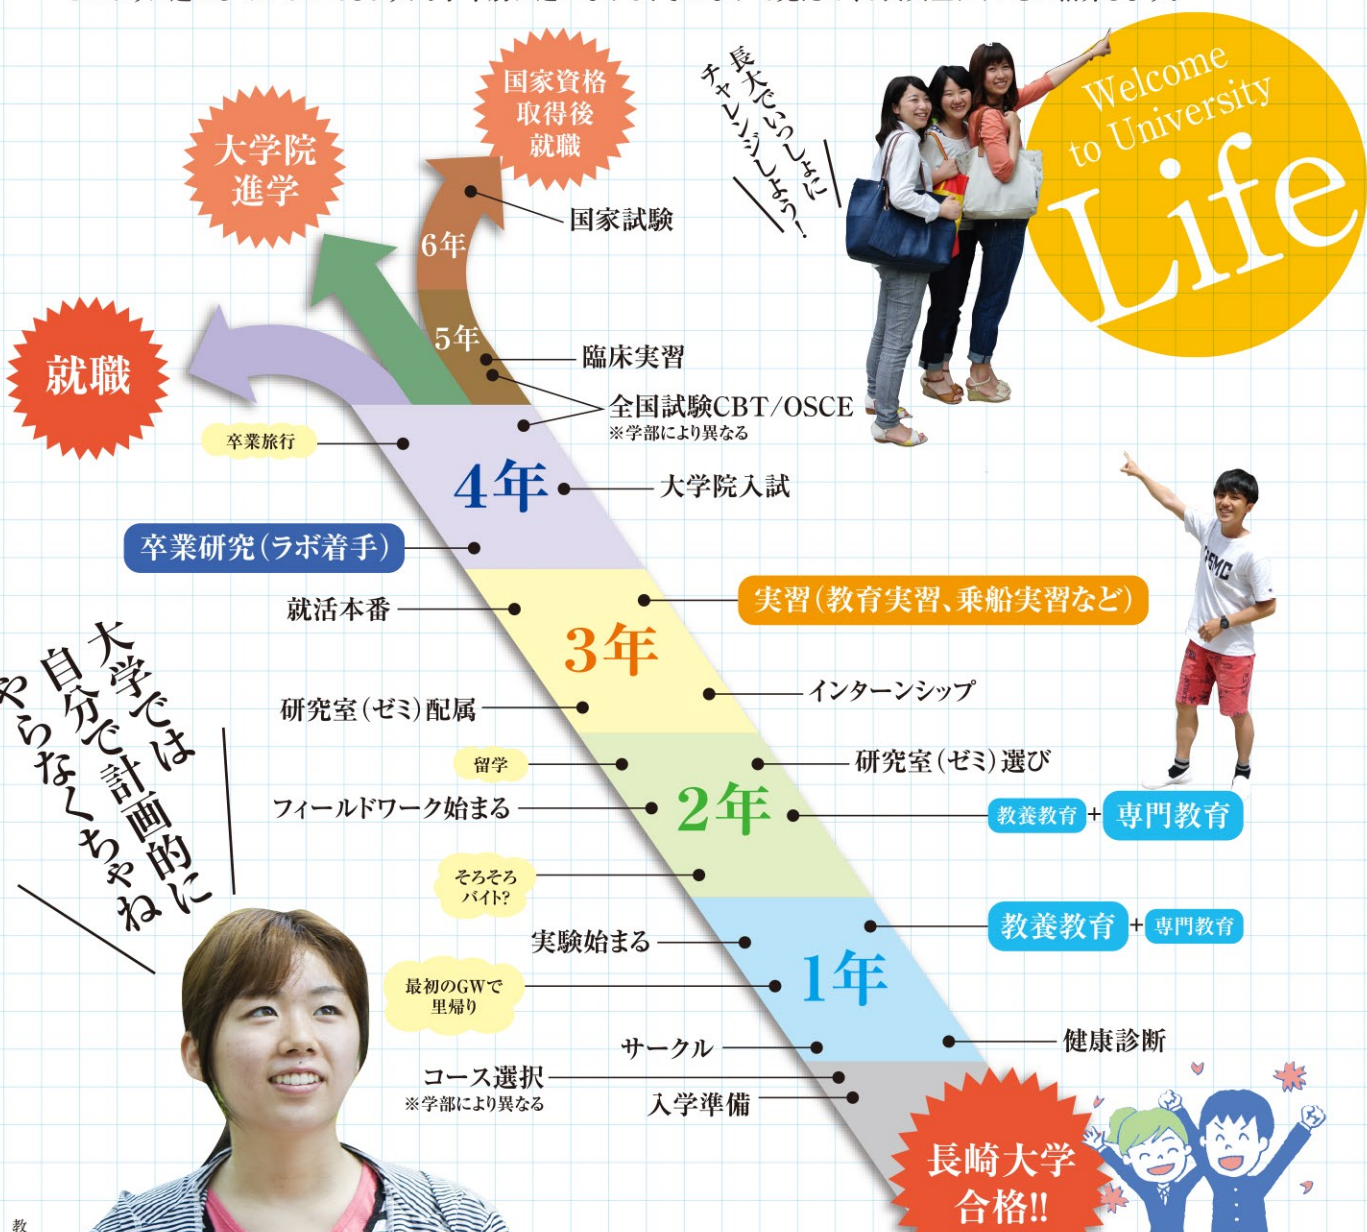 国家資格
取得後
就職
大学院
進学
就職
長大でいっしょに
チャレンジしよう!
Welcome
to University
Life
国家試験
6年
5年
臨床実習
全国試験CBT/OSCE
※学部により異なる
卒業旅行
4年
大学院入試
卒業研究(ラボ着手)
就活本番
実習(教育実習、乗船実習など)
3年
インターンシップ
研究室(ゼミ)配属
留学
研究室(ゼミ)選び
フィールドワーク始まる
2年
教養教育+専門教育
そろそろ
バイト?
教養教育+専門教育
実験始まる
1年
最初のGWで
里帰り
サークル
健康診断
コース選択
※学部により異なる
入学準備
長崎大学
合格!!
大学では
自分で計画的に
やらなくちゃね
教